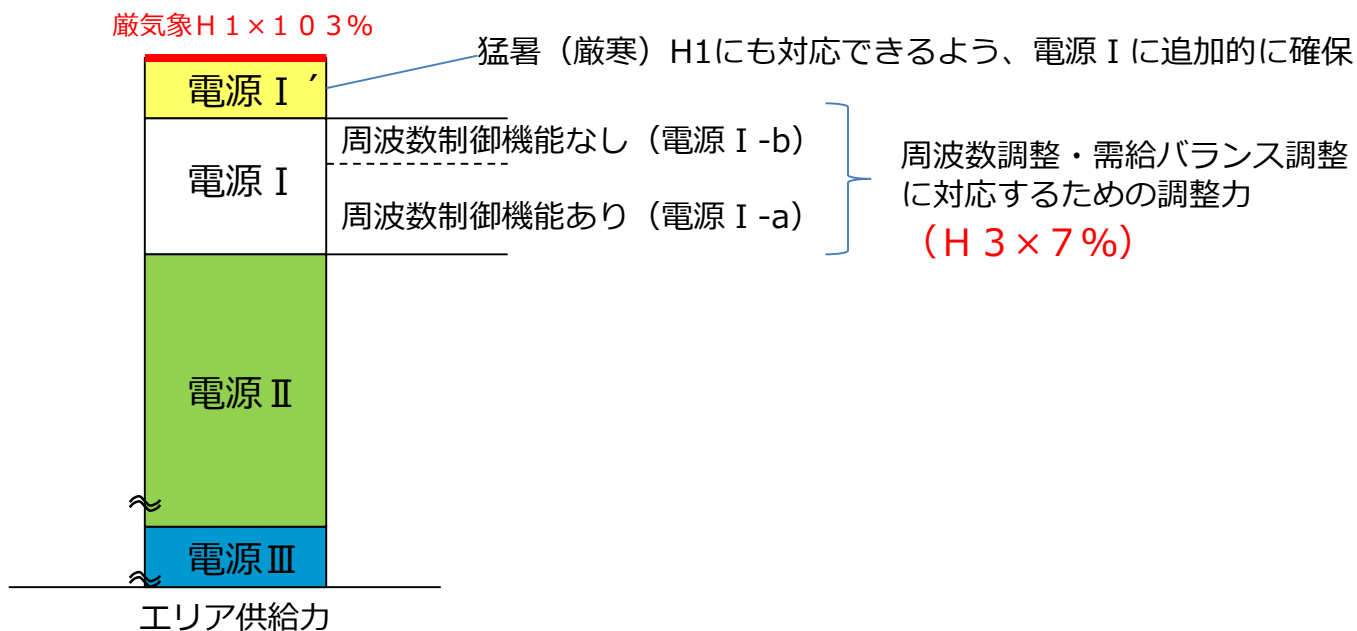 厳気象H１×１０３%
猛暑（厳寒）H1にも対応できるよう、電源Ⅰに追加的に確保
電源Ⅰ´
周波数制御機能なし（電源Ⅰ-b）
電源Ⅰ
周波数制御機能あり（電源Ⅰ-a）
周波数調整・需給バランス調整
に対応するための調整力
（H３×７%）
電源Ⅱ
電源Ⅲ
エリア供給力